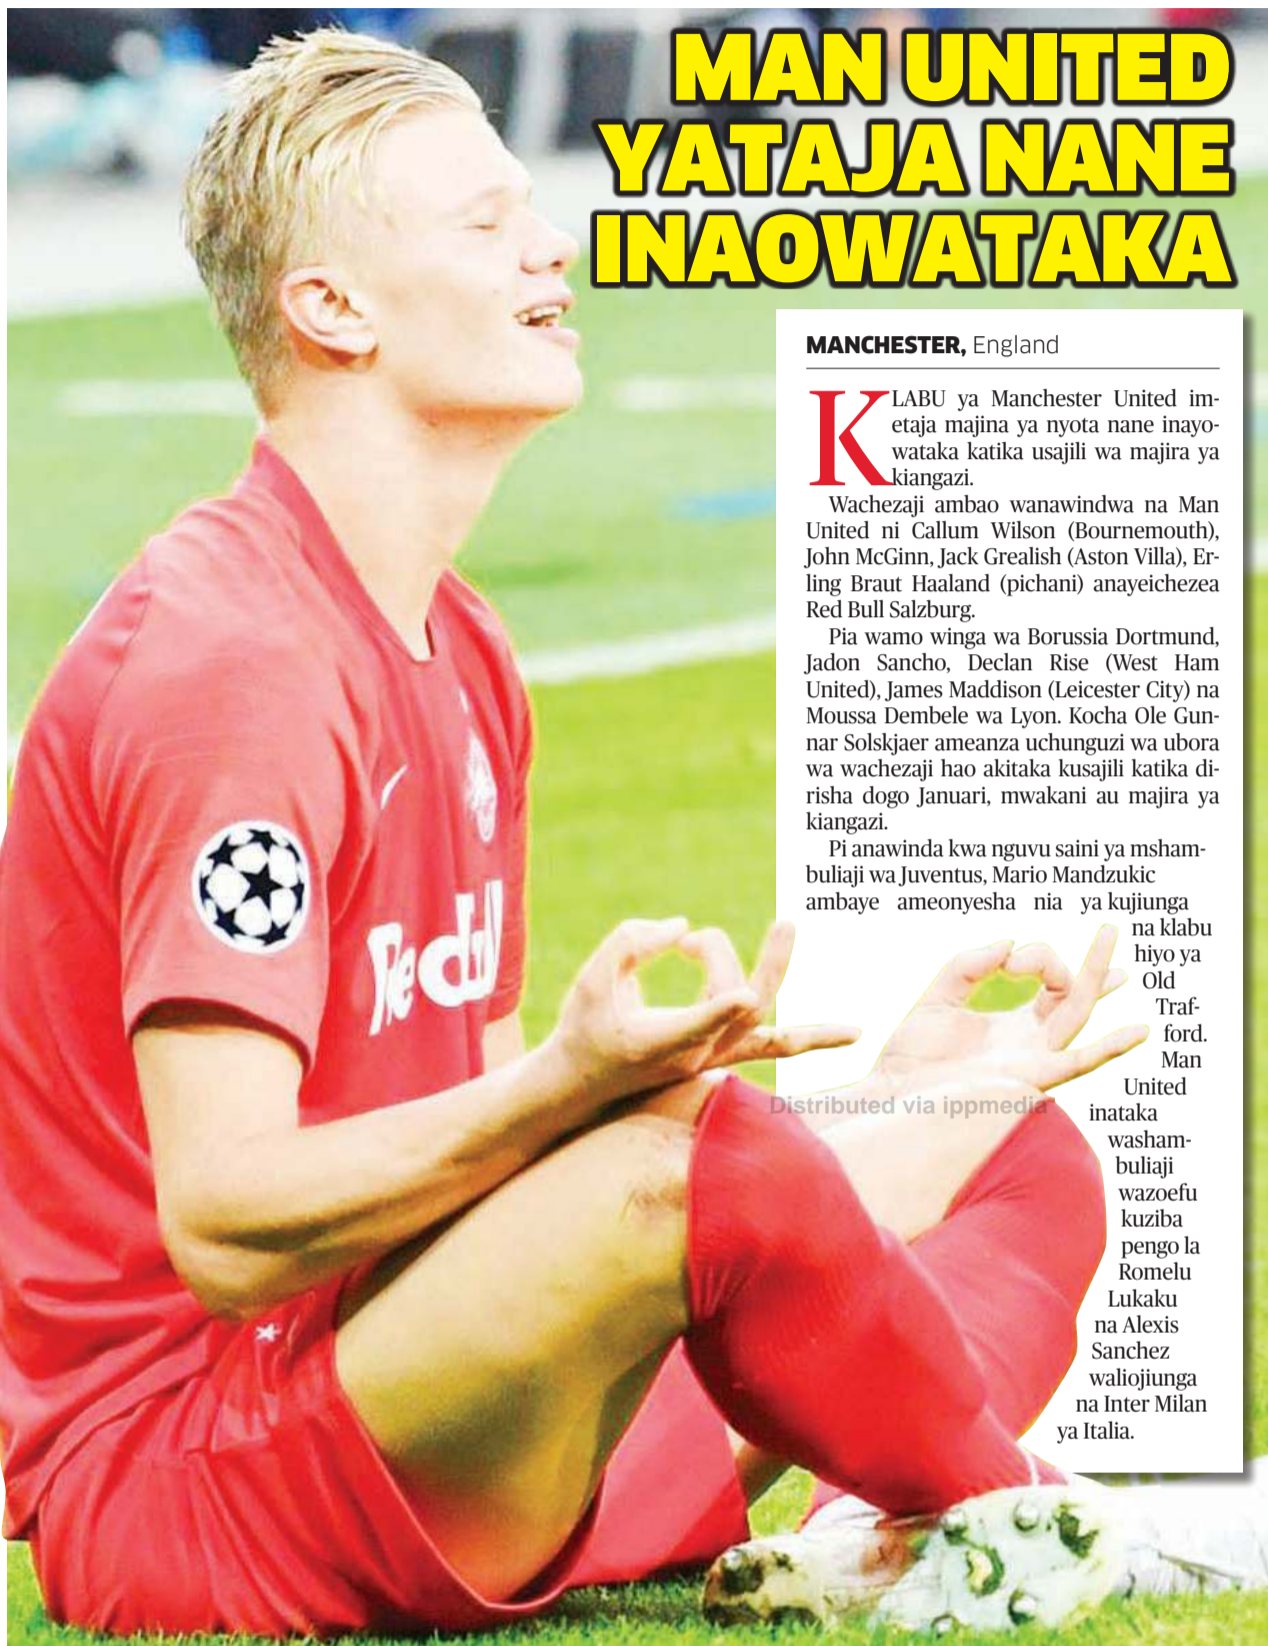 MAN UNITED
YATAJA NANE
INAOWATAKA
MANCHESTER, England
KLABU ya Manchester United im-
etaja majina ya nyota nane inayo-
wataka katika usajili wa majira ya
kiangazi.
Wachezaji ambao wanawindwa na Man
United ni Callum Wilson (Bournemouth),
John McGinn, Jack Grealish (Aston Villa), Er-
ling Braut Haaland (pichani) anayeichezea
Red Bull Salzburg.
Pia wamo winga wa Borussia Dortmund,
Jadon Sancho, Declan Rise (West Ham
United), James Maddison (Leicester City) na
Moussa Dembele wa Lyon. Kocha Ole Gun-
nar Solskjaer ameanza uchunguzi wa ubora
wa wachezaji hao akitaka kusajili katika di-
risha dogo Januari, mwakani au majira ya
kiangazi.
Pi anawinda kwa nguvu saini ya msham-
buliaji wa Juventus, Mario Mandzukic
ambaye ameonyesha nia ya kujiunga
na klabu
hiyo ya
Old
Traf-
ford.
Man
United
inataka
washam-
buliaji
wazoefu
kuziba
pengo la
Romelu
Lukaku
na Alexis
Sanchez
waliojiunga
na Inter Milan
ya Italia.
Distributed via ippmedia